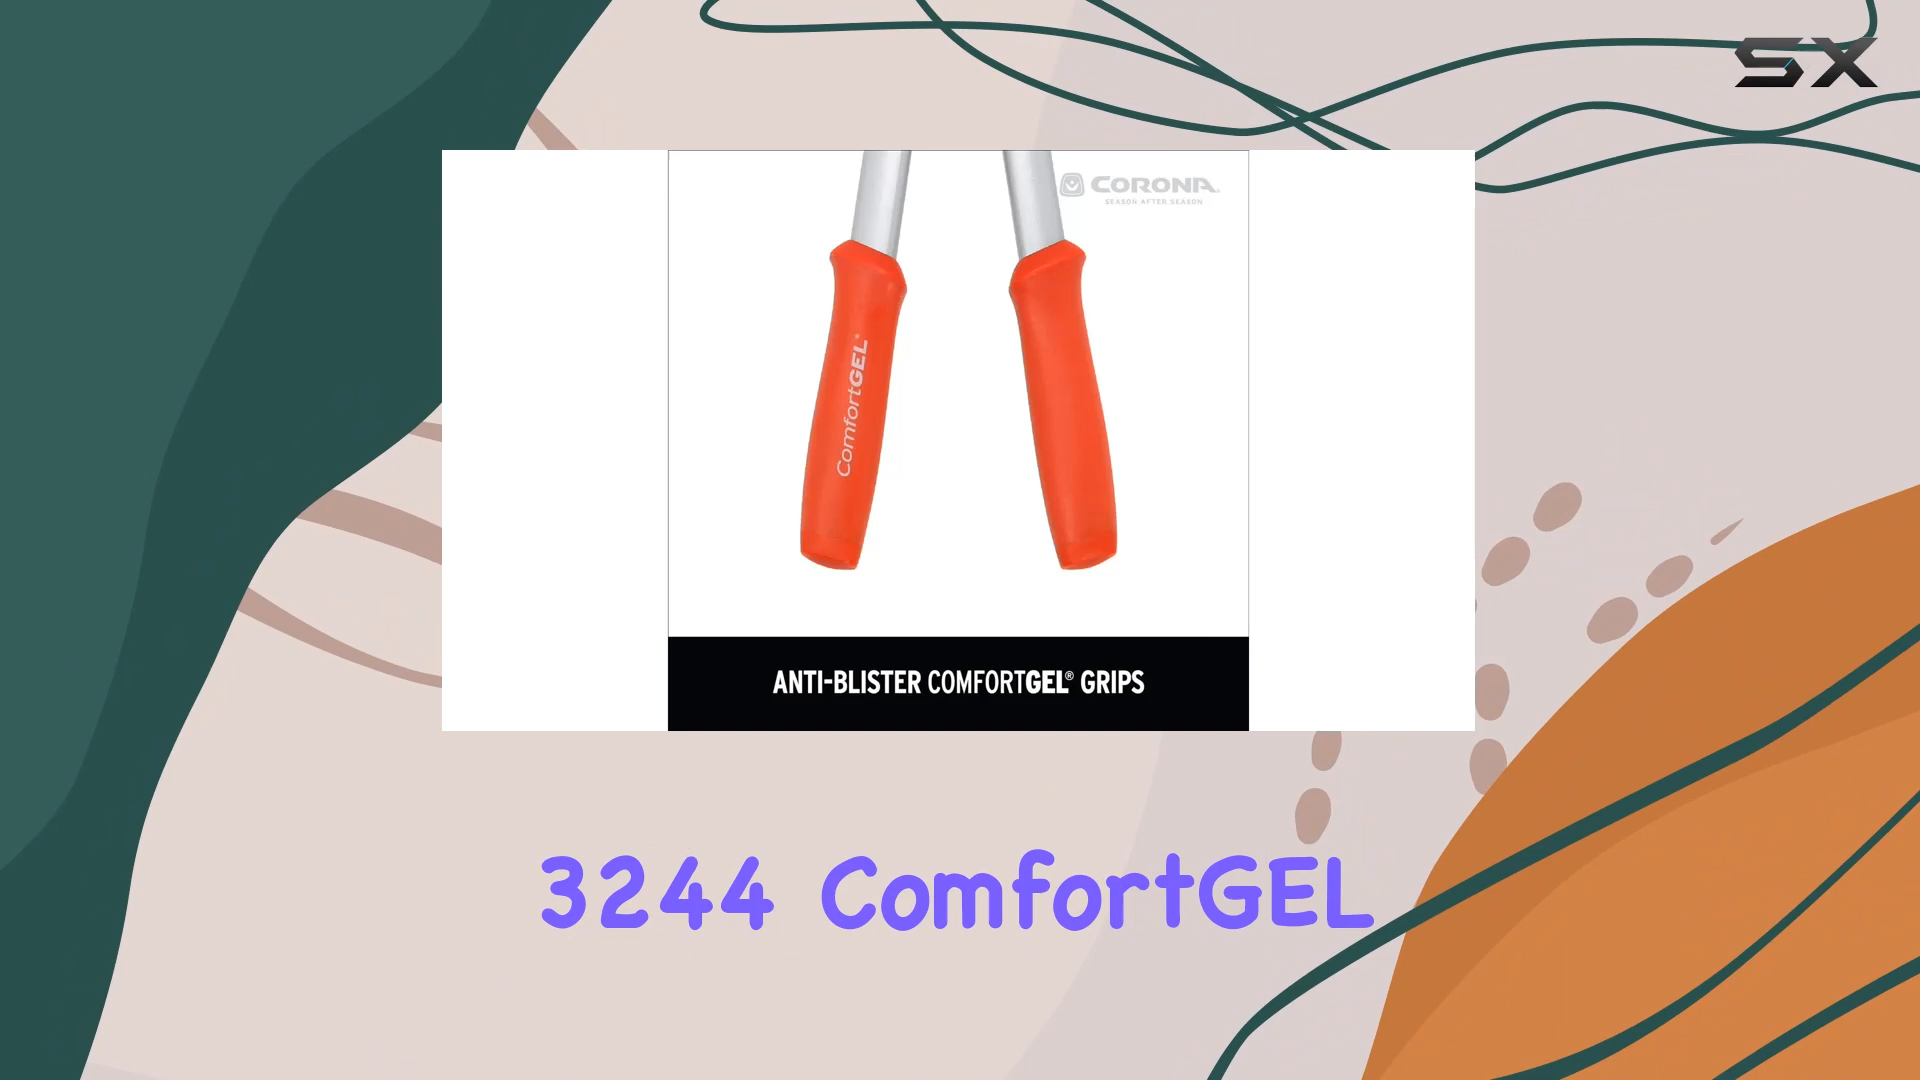 SX
CORONA®
SEASON AFTER SEASON
ComfortGEL®
ANTI-BLISTER COMFORTGEL® GRIPS
3244 ComfortGEL